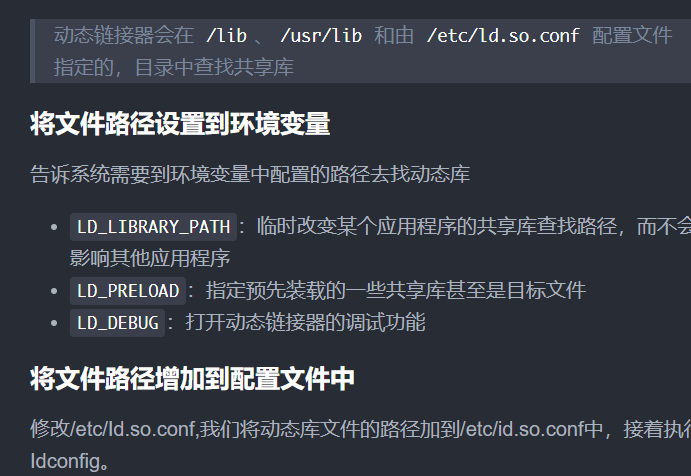 动态链接器会在 /lib 、 /usr/lib 和由 /etc/ld.so.conf 配置文件
指定的，目录中查找共享库
将文件路径设置到环境变量
告诉系统需要到环境变量中配置的路径去找动态库
LD_LIBRARY_PATH：临时改变某个应用程序的共享库查找路径，而不会
影响其他应用程序
LD_PRELOAD：指定预先装载的一些共享库甚至是目标文件
LD_DEBUG：打开动态链接器的调试功能
将文件路径增加到配置文件中
修改/etc/ld.so.conf,我们将动态库文件的路径加到/etc/id.so.conf中，接着执行
ldconfig。